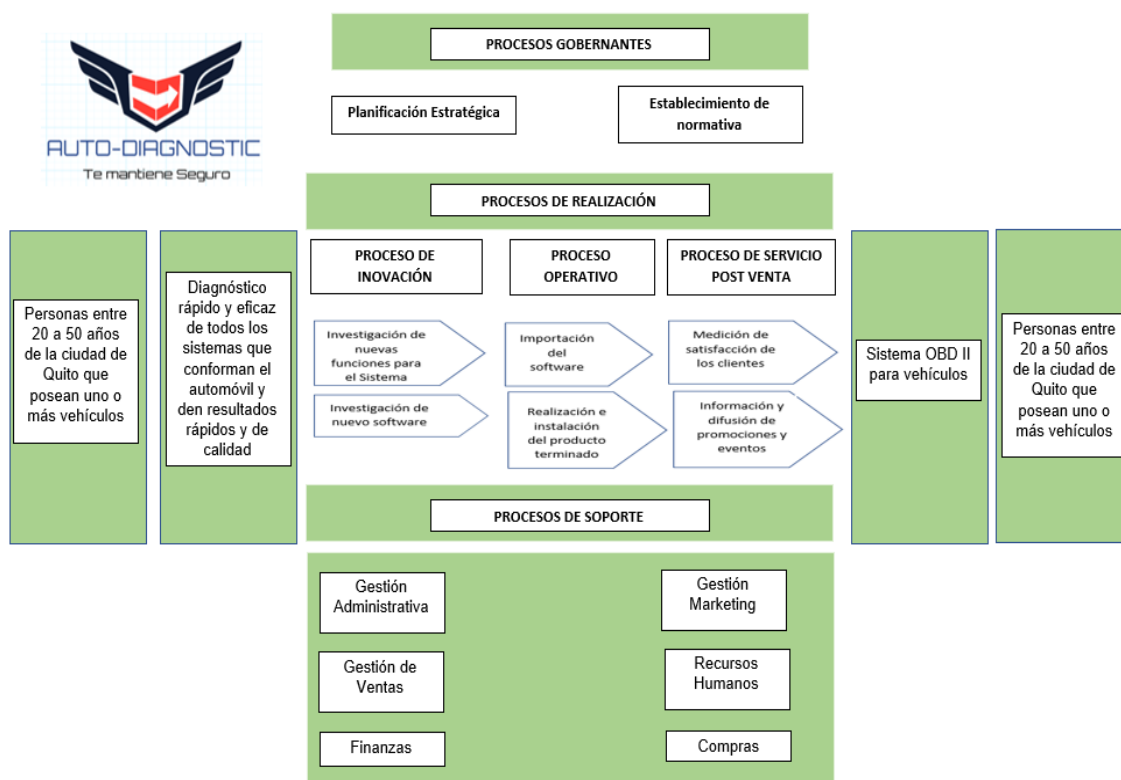 AUTO-DIAGNOSTIC
Te mantiene Seguro
PROCESOS GOBERNANTES
Planificación Estratégica
Establecimiento de
normativa
PROCESOS DE REALIZACIÓN
Personas entre
20 a 50 años
de la ciudad de
Quito que
posean uno o
más vehículos
Diagnóstico
rápido y eficaz
de todos los
sistemas que
conforman el
automóvil y
den resultados
rápidos y de
calidad
PROCESO DE
INOVACIÓN
Investigación de
nuevas
funciones para
el Sistema
Investigación de
nuevo software
PROCESO
OPERATIVO
Importación
del
software
Realización e
instalación
del producto
terminado
PROCESO DE SERVICIO
POST VENTA
Medición de
satisfacción de
los clientes
Información y
difusión de
promociones y
eventos
Sistema OBD II
para vehículos
Personas entre
20 a 50 años
de la ciudad de
Quito que
posean uno o
más vehículos
PROCESOS DE SOPORTE
Gestión
Administrativa
Gestión
Marketing
Gestión de
Ventas
Recursos
Humanos
Finanzas
Compras